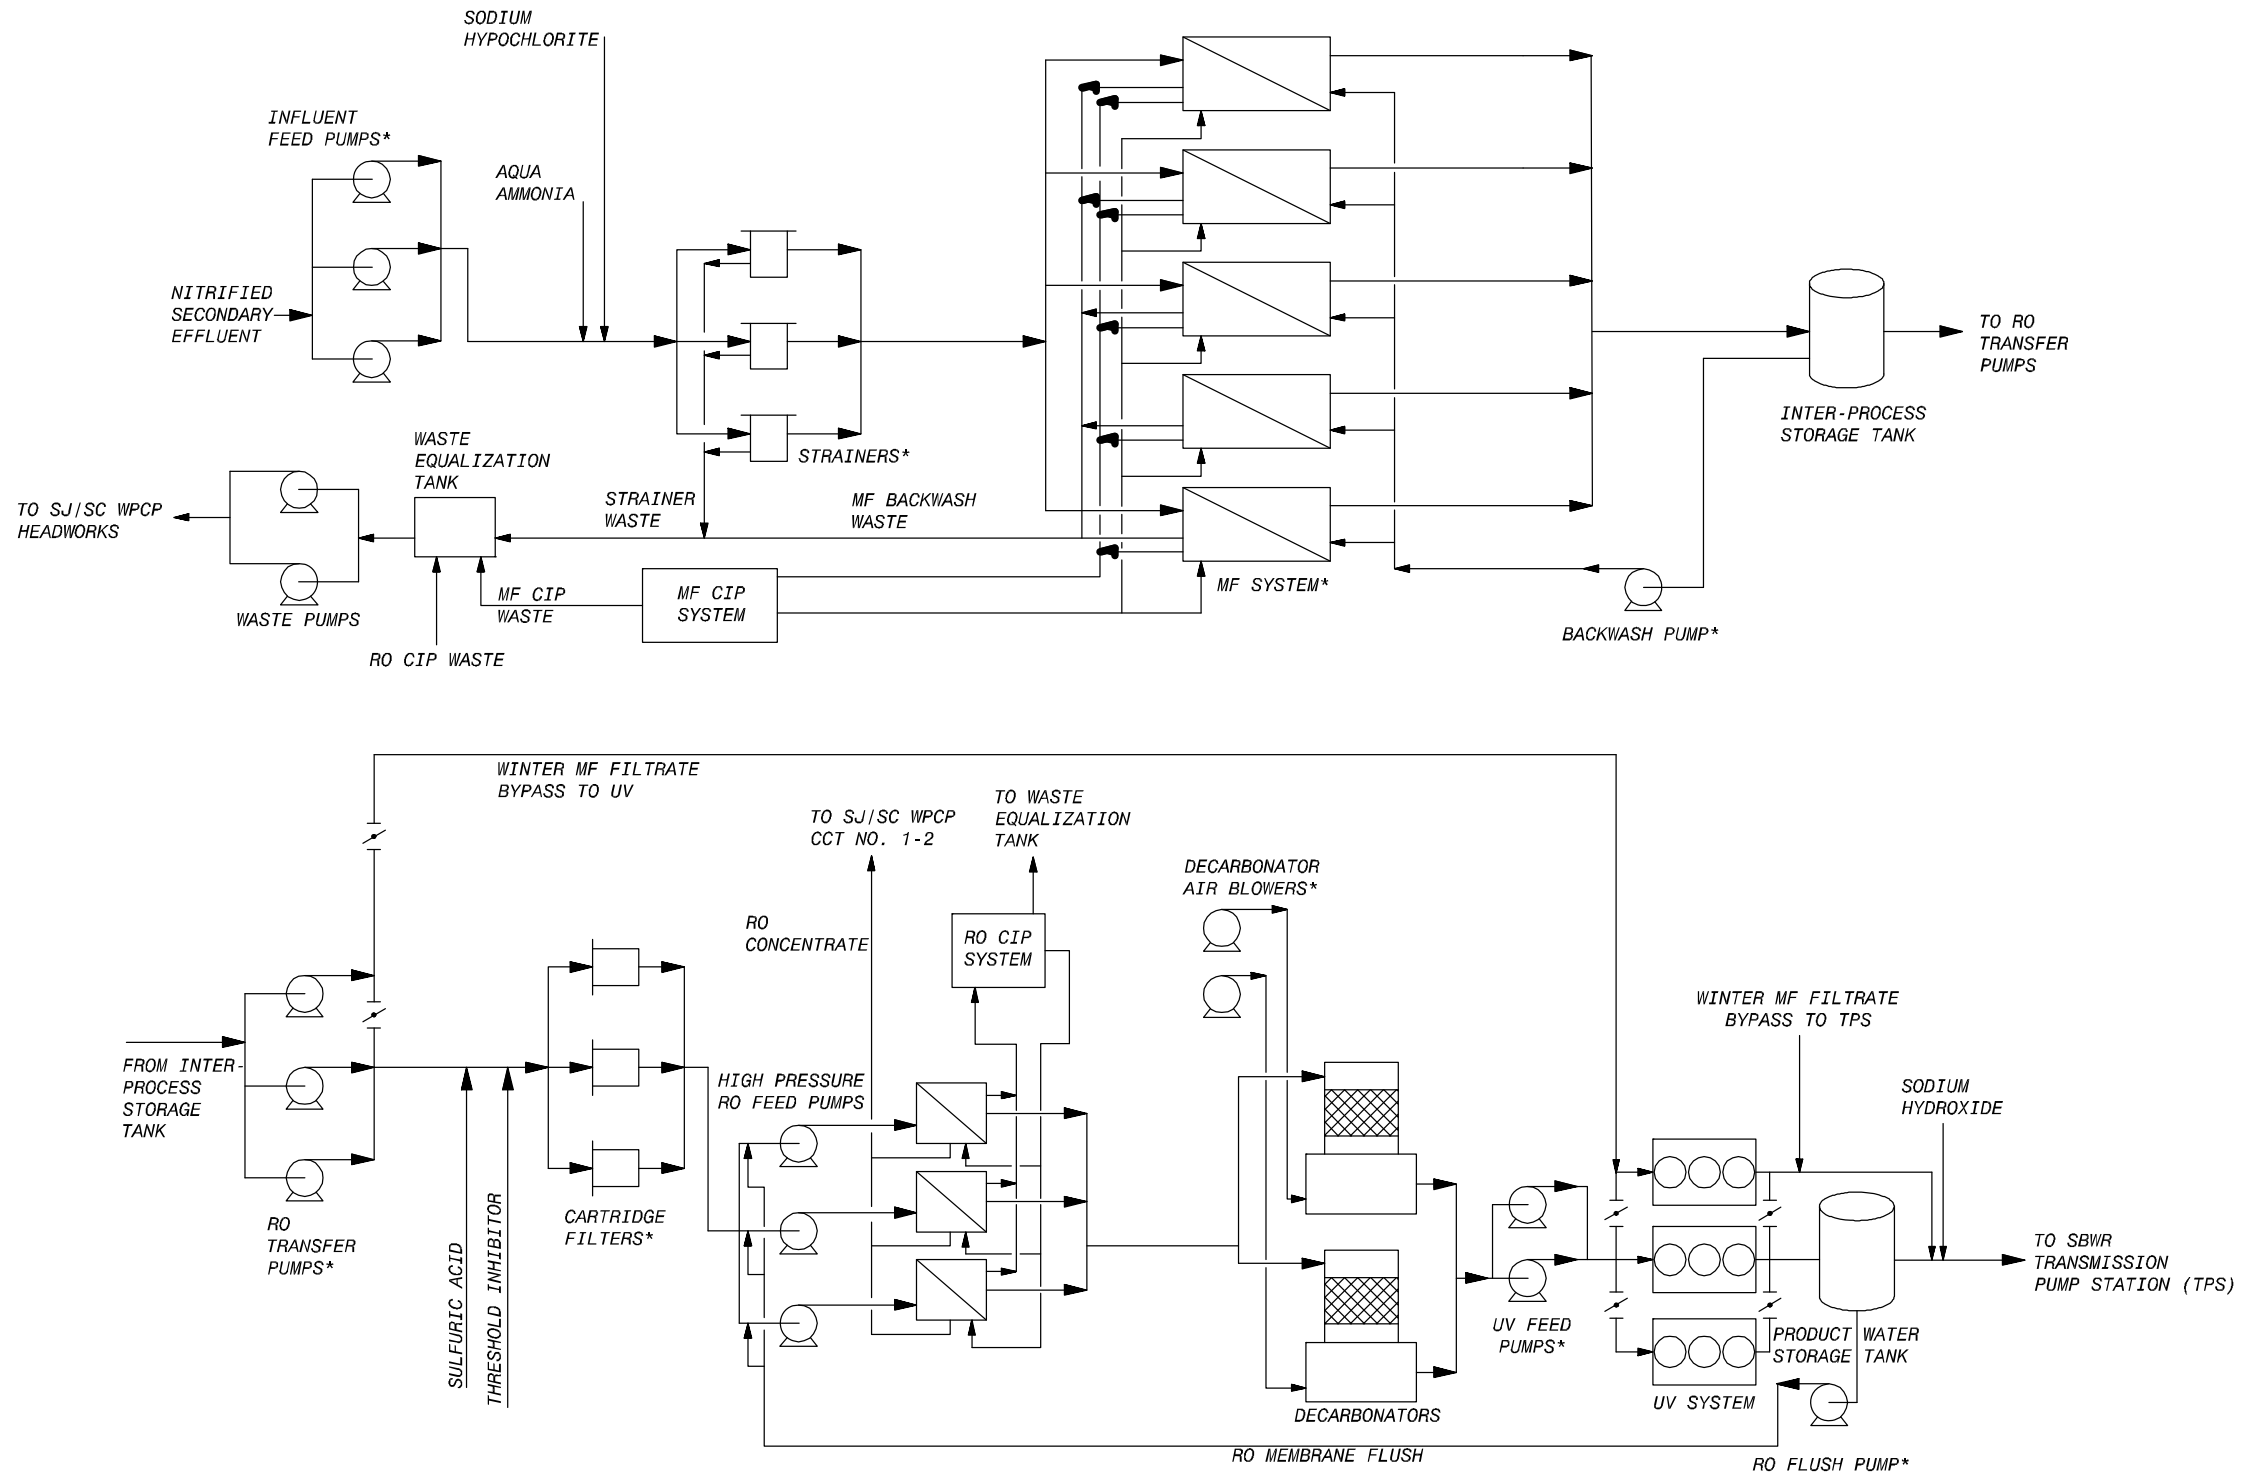 SODIUM
HYPOCHLORITE
INFLUENT
FEED PUMPS*
AQUA
AMMONIA
NITRIFIED
SECONDARY
EFFLUENT
TO RO
TRANSFER
PUMPS
INTER-PROCESS
STORAGE TANK
WASTE
EQUALIZATION
TANK
STRAINERS*
STRAINER
WASTE
MF BACKWASH
WASTE
TO SJ/SC WPCP
HEADWORKS
MF SYSTEM*
MF CIP
WASTE
MF CIP
SYSTEM
WASTE PUMPS
BACKWASH PUMP*
RO CIP WASTE
WINTER MF FILTRATE
BYPASS TO UV
TO SJ/SC WPCP
CCT NO. 1-2
TO WASTE
EQUALIZATION
TANK
DECARBONATOR
AIR BLOWERS*
RO
CONCENTRATE
RO CIP
SYSTEM
WINTER MF FILTRATE
BYPASS TO TPS
FROM INTER-
PROCESS
STORAGE
TANK
HIGH PRESSURE
RO FEED PUMPS
SODIUM
HYDROXIDE
RO
TRANSFER
PUMPS*
SULFURIC ACID
THRESHOLD INHIBITOR
CARTRIDGE
FILTERS*
TO SBWR
TRANSMISSION
PUMP STATION (TPS)
UV FEED
PUMPS*
PRODUCT WATER
STORAGE TANK
UV SYSTEM
DECARBONATORS
RO MEMBRANE FLUSH
RO FLUSH PUMP*